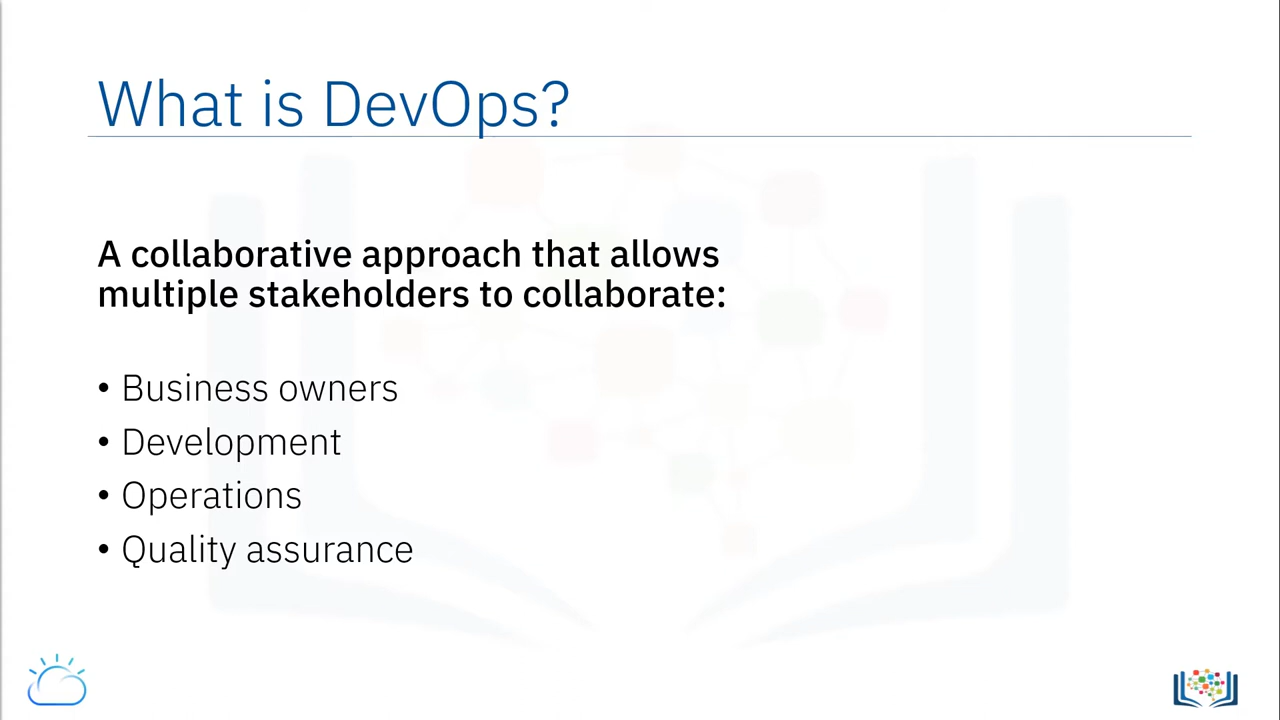 What is DevOps?
A collaborative approach that allows
multiple stakeholders to collaborate:
• Business owners
• Development
• Operations
• Quality assurance